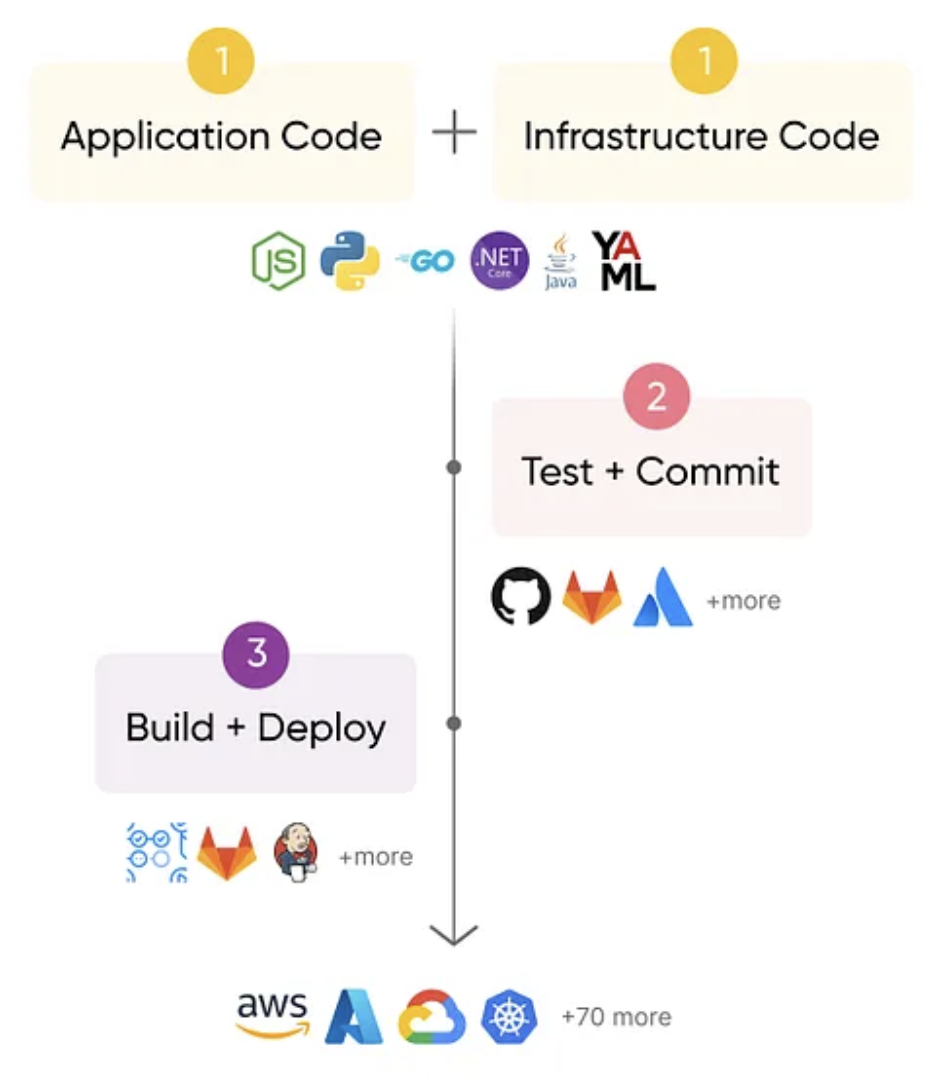 1
1
Application Code + Infrastructure Code
JS GO .NET Core Java YAML
2
Test + Commit
+more
3
Build + Deploy
+more
aws +70 more